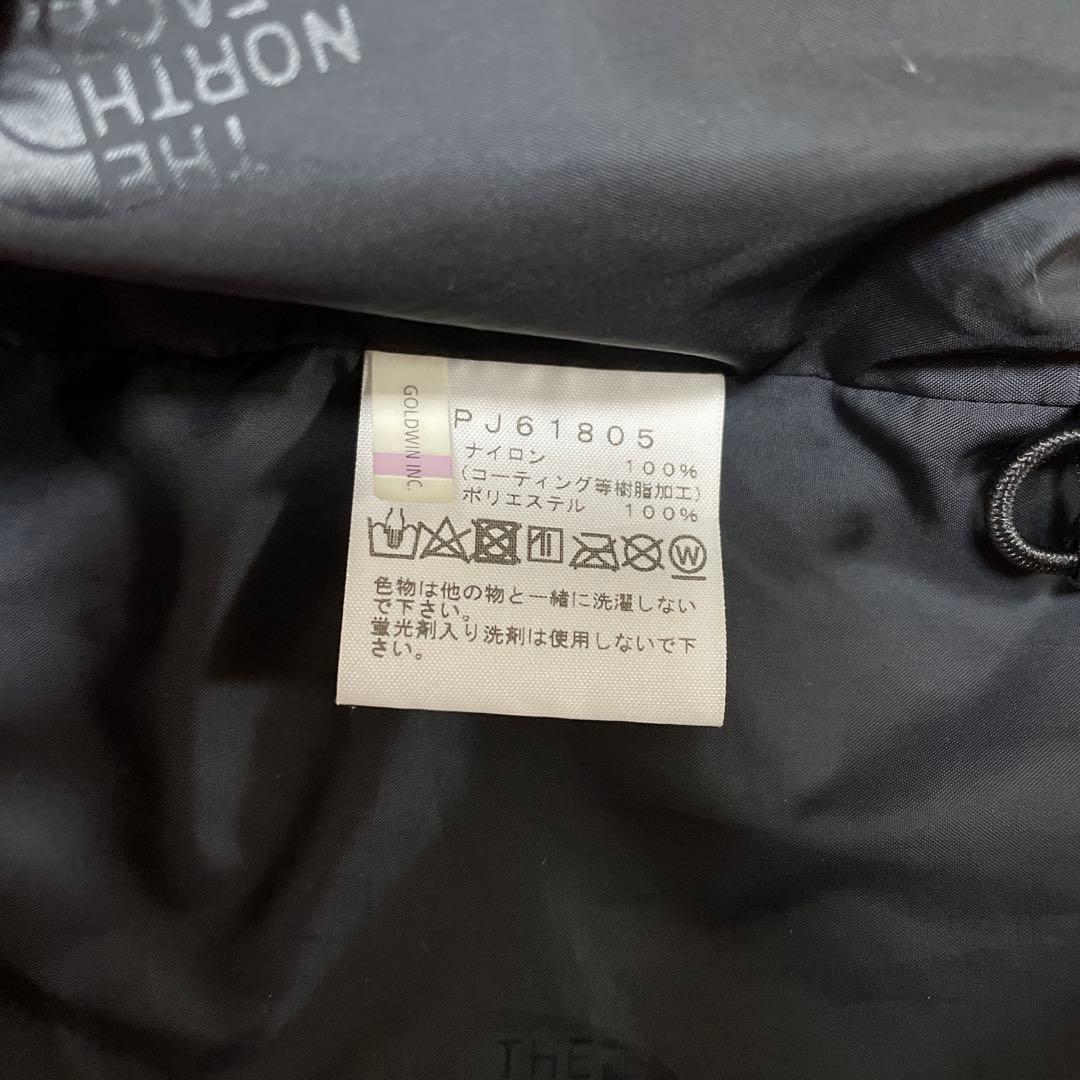 THE
NORTH
FACE
GOLDWIN INC.
PJ61805
ナイロン 100%
(コーティング等樹脂加工)
ポリエステル 100%
W
色物は他の物と一緒に洗濯しない
で下さい。
蛍光剤入り洗剤は使用しないで下
さい。
THE